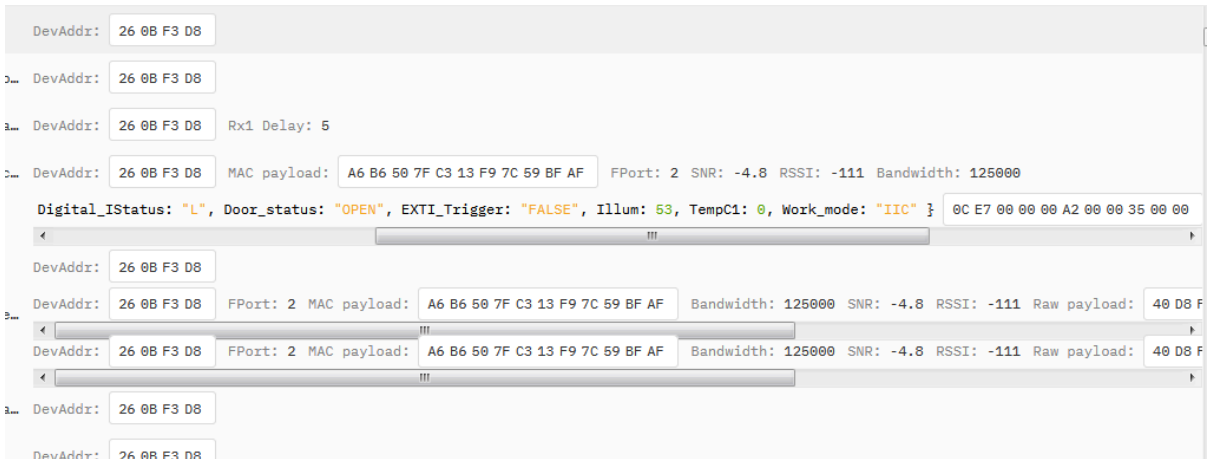 DevAddr: 26 0B F3 D8
DevAddr: 26 0B F3 D8
DevAddr: 26 0B F3 D8 Rx1 Delay: 5
DevAddr: 26 0B F3 D8 MAC payload: A6 B6 50 7F C3 13 F9 7C 59 BF AF FPort: 2 SNR: -4.8 RSSI: -111 Bandwidth: 125000
Digital_IStatus: "L", Door_status: "OPEN", EXTI_Trigger: "FALSE", Illum: 53, TempC1: 0, Work_mode: "IIC" } 0C E7 00 00 00 A2 00 00 35 00 00
DevAddr: 26 0B F3 D8
DevAddr: 26 0B F3 D8 FPort: 2 MAC payload: A6 B6 50 7F C3 13 F9 7C 59 BF AF Bandwidth: 125000 SNR: -4.8 RSSI: -111 Raw payload: 40 D8 F
DevAddr: 26 0B F3 D8 FPort: 2 MAC payload: A6 B6 50 7F C3 13 F9 7C 59 BF AF Bandwidth: 125000 SNR: -4.8 RSSI: -111 Raw payload: 40 D8 F
DevAddr: 26 0B F3 D8
DevAddr: 26 0B F3 D8